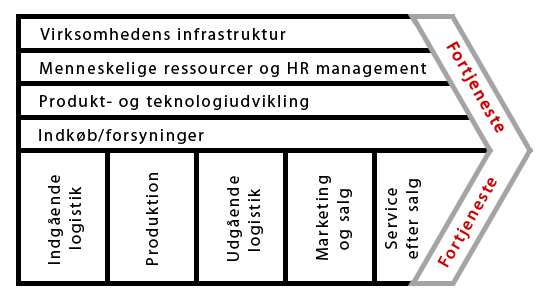 Virksomhedens infrastruktur
Menneskelige ressourcer og HR management
Produkt- og teknologiudvikling
Indkøb/forsyninger
Fortjeneste
Indgående
logistik
Produktion
Udgående
logistik
Marketing
og salg
Service
efter salg
Fortjeneste